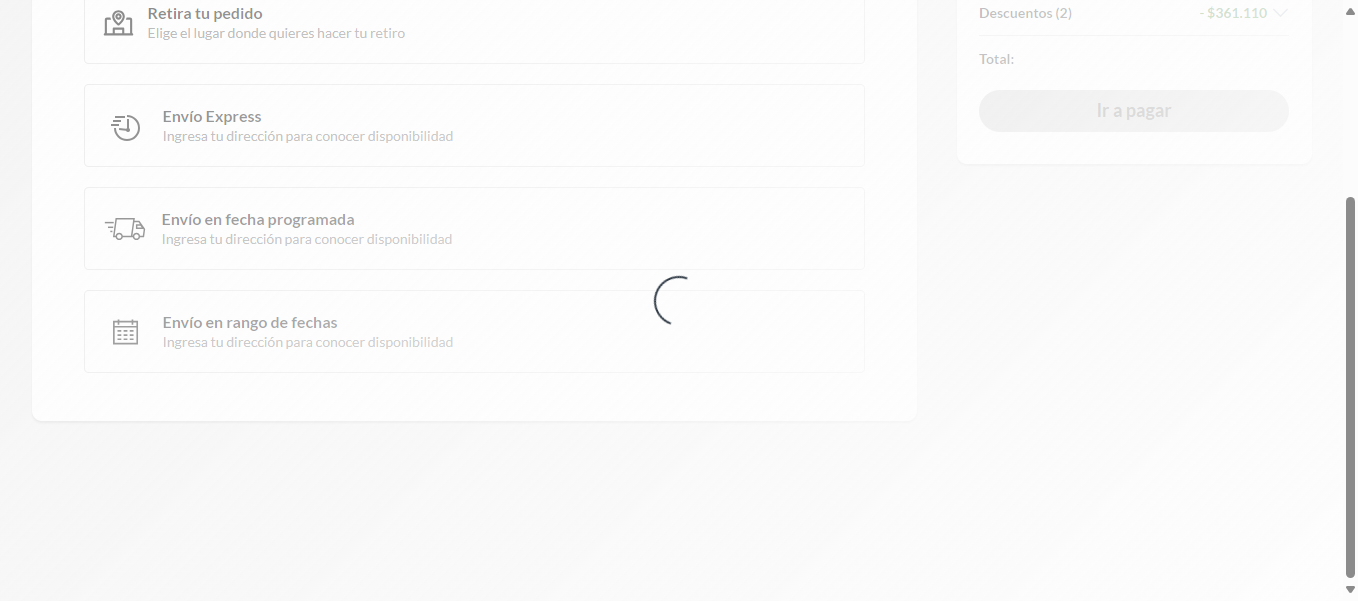 Retira tu pedido
Elige el lugar donde quieres hacer tu retiro
Envío Express
Ingresa tu dirección para conocer disponibilidad
Envío en fecha programada
Ingresa tu dirección para conocer disponibilidad
Envío en rango de fechas
Ingresa tu dirección para conocer disponibilidad
Descuentos (2) - $361.110
Total:
Ir a pagar